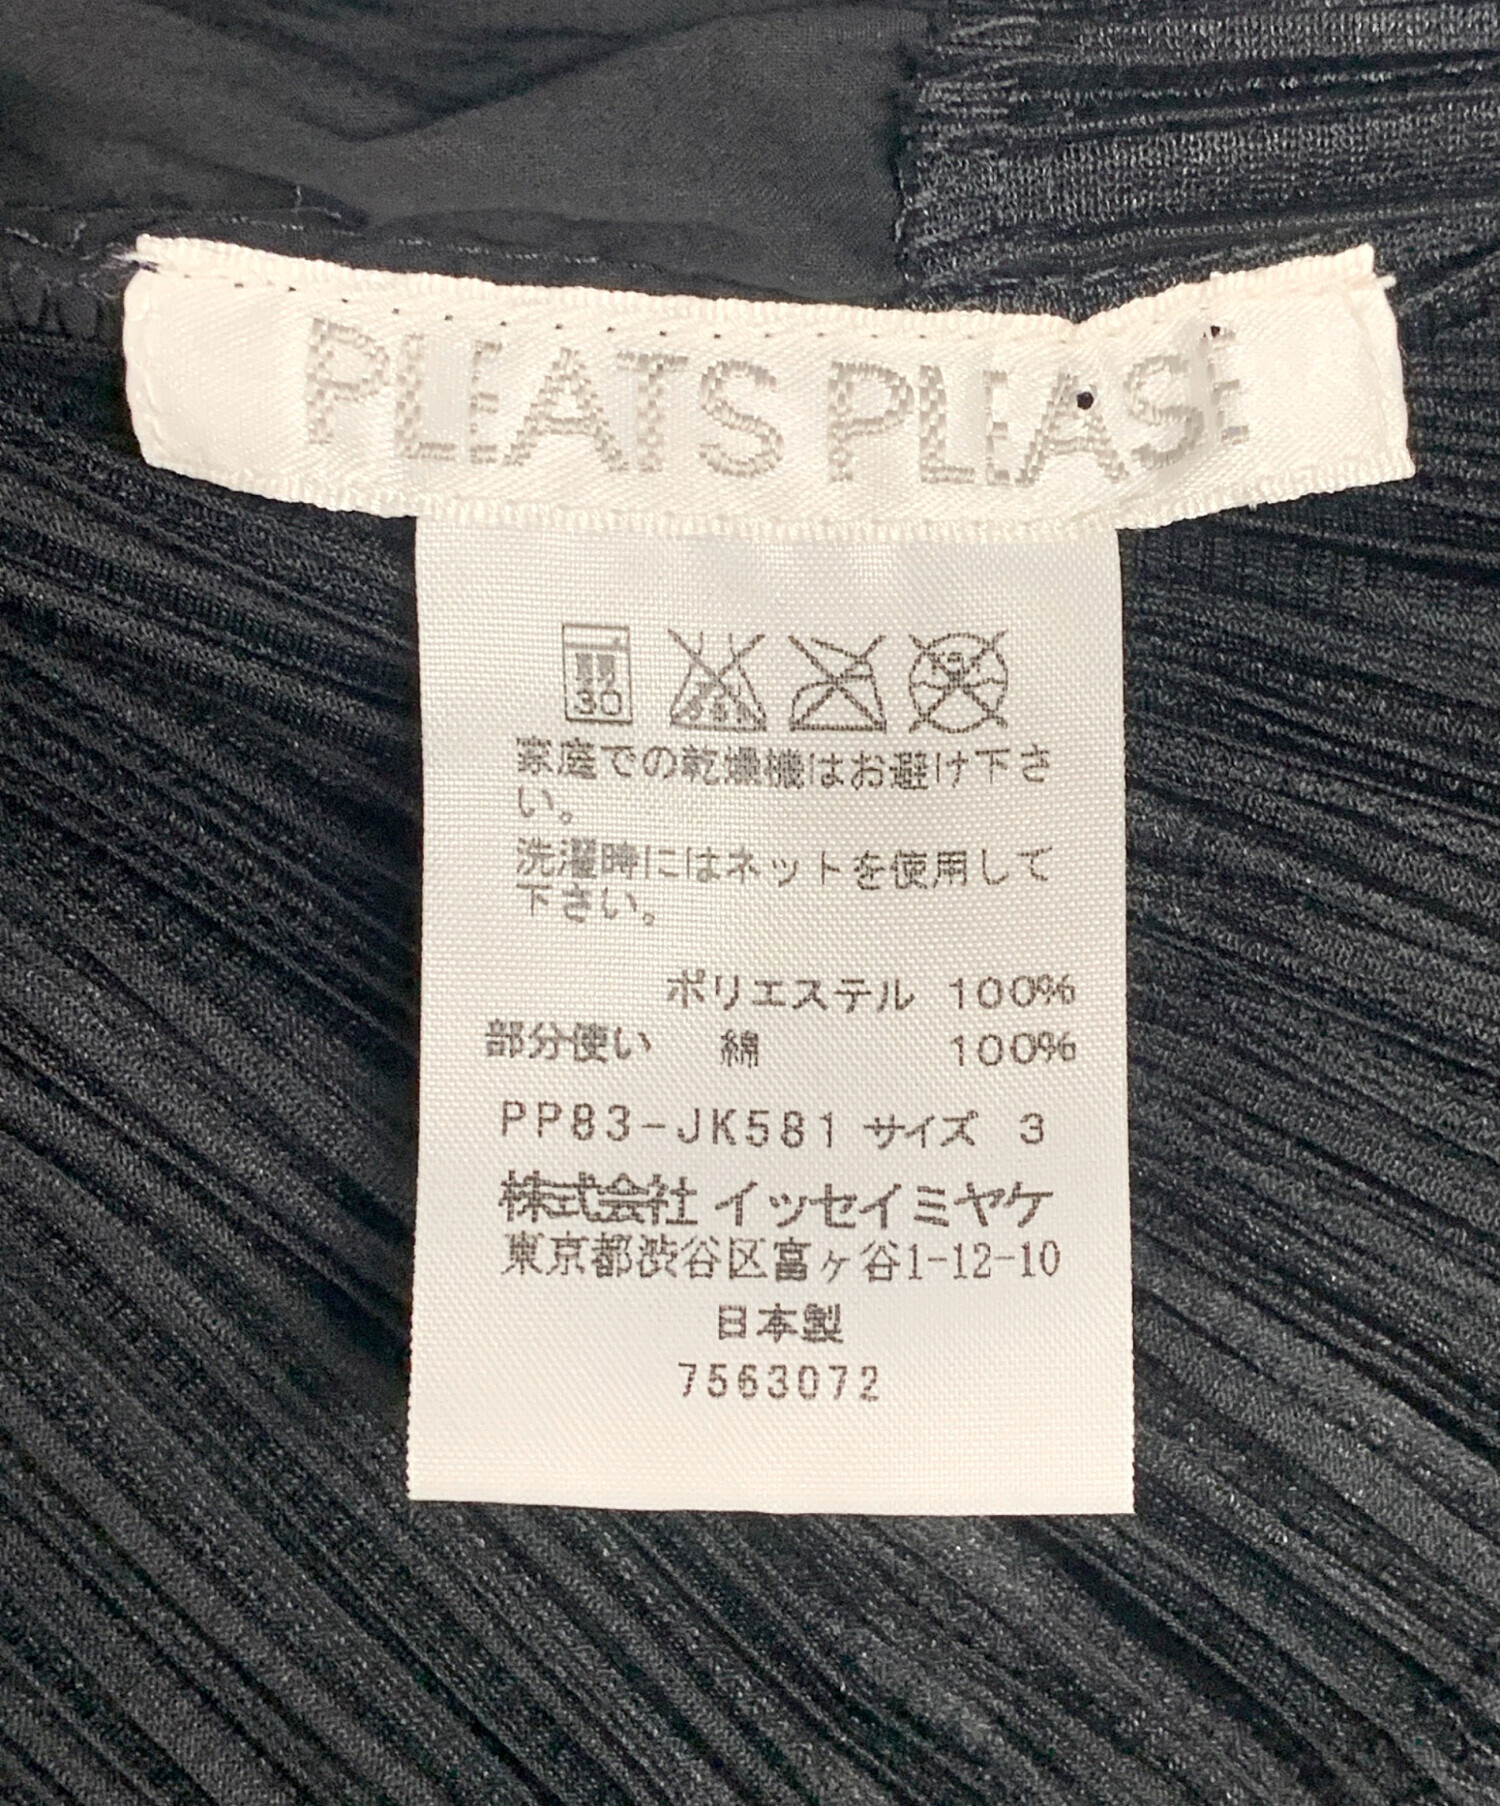 PLEATS PLEASE
30
家庭での乾燥機はお避け下さ
い。
洗濯時にはネットを使用して
下さい。
ポリエステル 100%
部分使い 綿 100%
PP83-JK581 サイズ 3
株式会社 イッセイミヤケ
東京都渋谷区富ヶ谷1-12-10
日本製
7563072